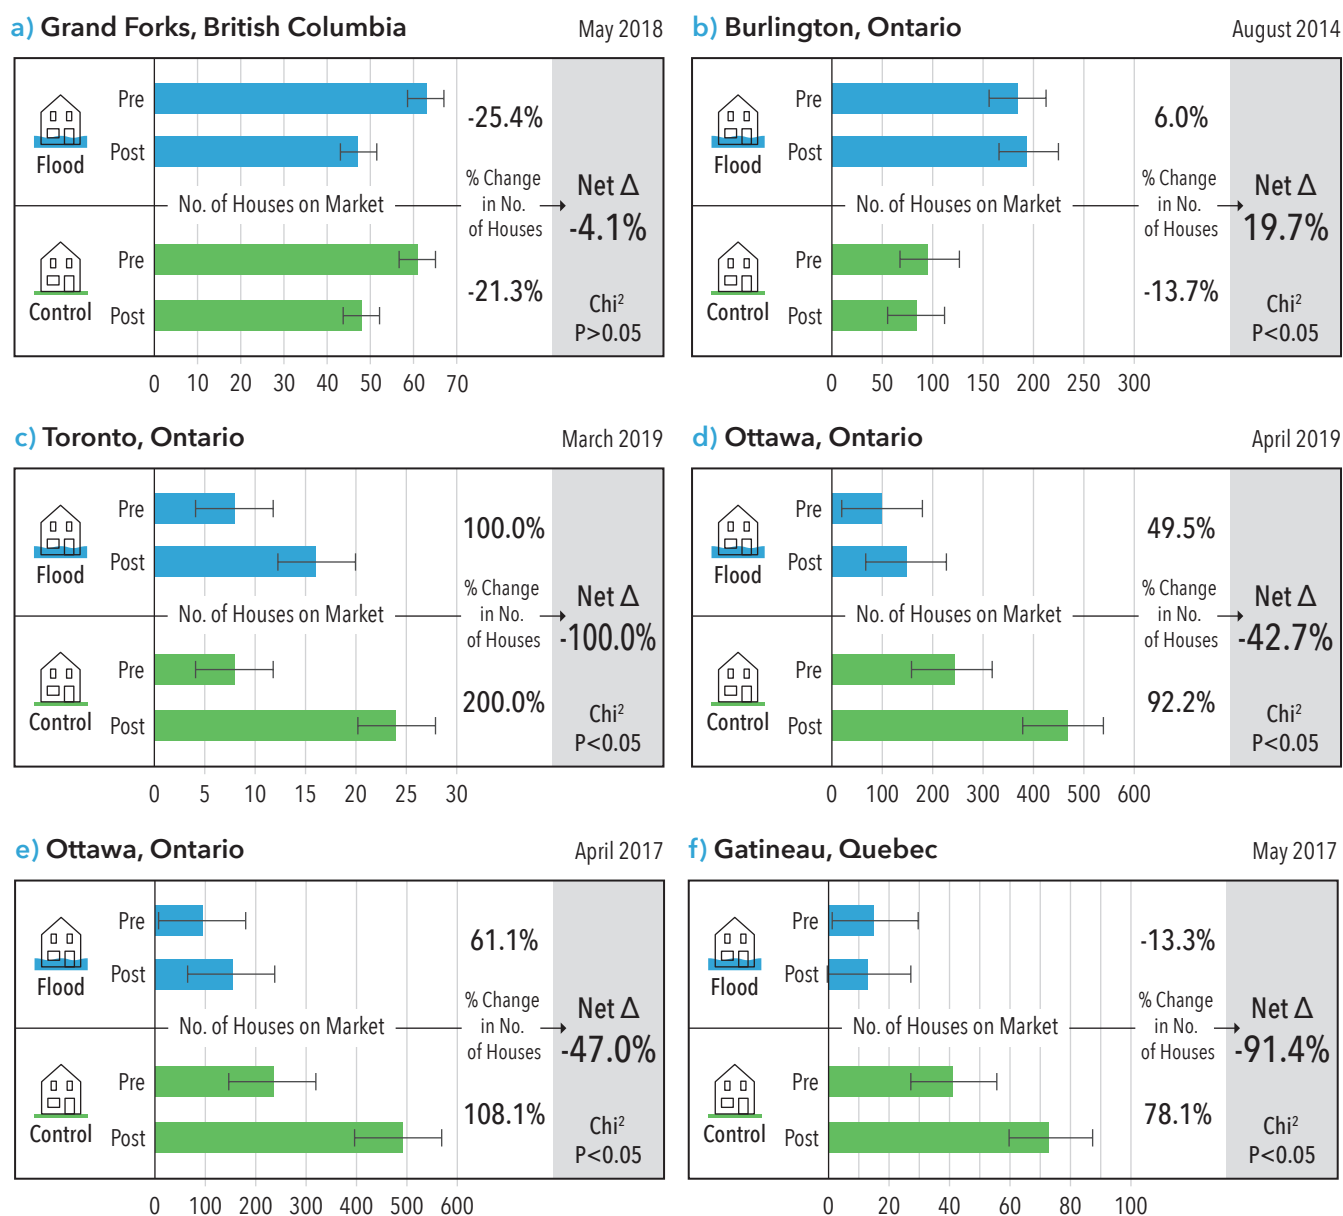 a) Grand Forks, British Columbia
May 2018
Pre
-25.4%
Post
Flood
% Change
in No.
of Houses
No. of Houses on Market
Net Δ
-4.1%
Pre
-21.3%
Control
Post
Chi²
P>0.05
0 10 20 30 40 50 60 70
b) Burlington, Ontario
August 2014
Pre
6.0%
Post
Flood
% Change
in No.
of Houses
No. of Houses on Market
Net Δ
19.7%
Pre
-13.7%
Control
Post
Chi²
P<0.05
0 50 100 150 200 250 300
c) Toronto, Ontario
March 2019
Pre
100.0%
Post
Flood
% Change
in No.
of Houses
No. of Houses on Market
Net Δ
-100.0%
Pre
200.0%
Control
Post
Chi²
P<0.05
0 5 10 15 20 25 30
d) Ottawa, Ontario
April 2019
Pre
49.5%
Post
Flood
% Change
in No.
of Houses
No. of Houses on Market
Net Δ
-42.7%
Pre
92.2%
Control
Post
Chi²
P<0.05
0 100 200 300 400 500 600
e) Ottawa, Ontario
April 2017
Pre
61.1%
Post
Flood
% Change
in No.
of Houses
No. of Houses on Market
Net Δ
-47.0%
Pre
108.1%
Control
Post
Chi²
P<0.05
0 100 200 300 400 500 600
f) Gatineau, Quebec
May 2017
Pre
-13.3%
Post
Flood
% Change
in No.
of Houses
No. of Houses on Market
Net Δ
-91.4%
Pre
78.1%
Control
Post
Chi²
P<0.05
0 20 40 60 80 100